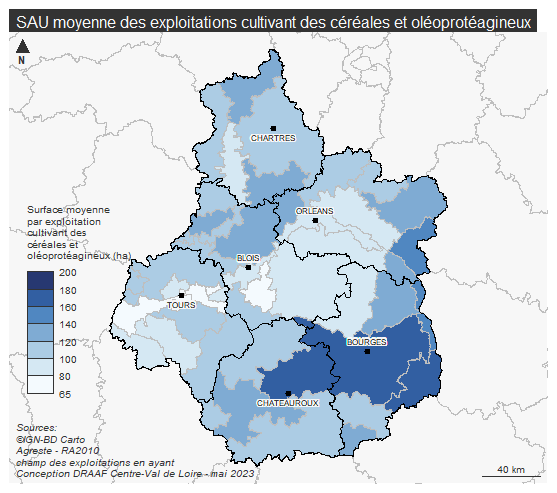 SAU moyenne des exploitations cultivant des céréales et oléoprotéagineux
N
CHARTRES
ORLEANS
BLOIS
TOURS
BOURGES
CHATEAUROUX
Surface moyenne
par exploitation
cultivant des
céréales et
oléoprotéagineux (ha)
200
180
160
140
120
100
80
65
Sources:
©IGN-BD Carto
Agreste - RA2010
champ des exploitations en ayant
Conception DRAAF Centre-Val de Loire - mai 2023
40 km